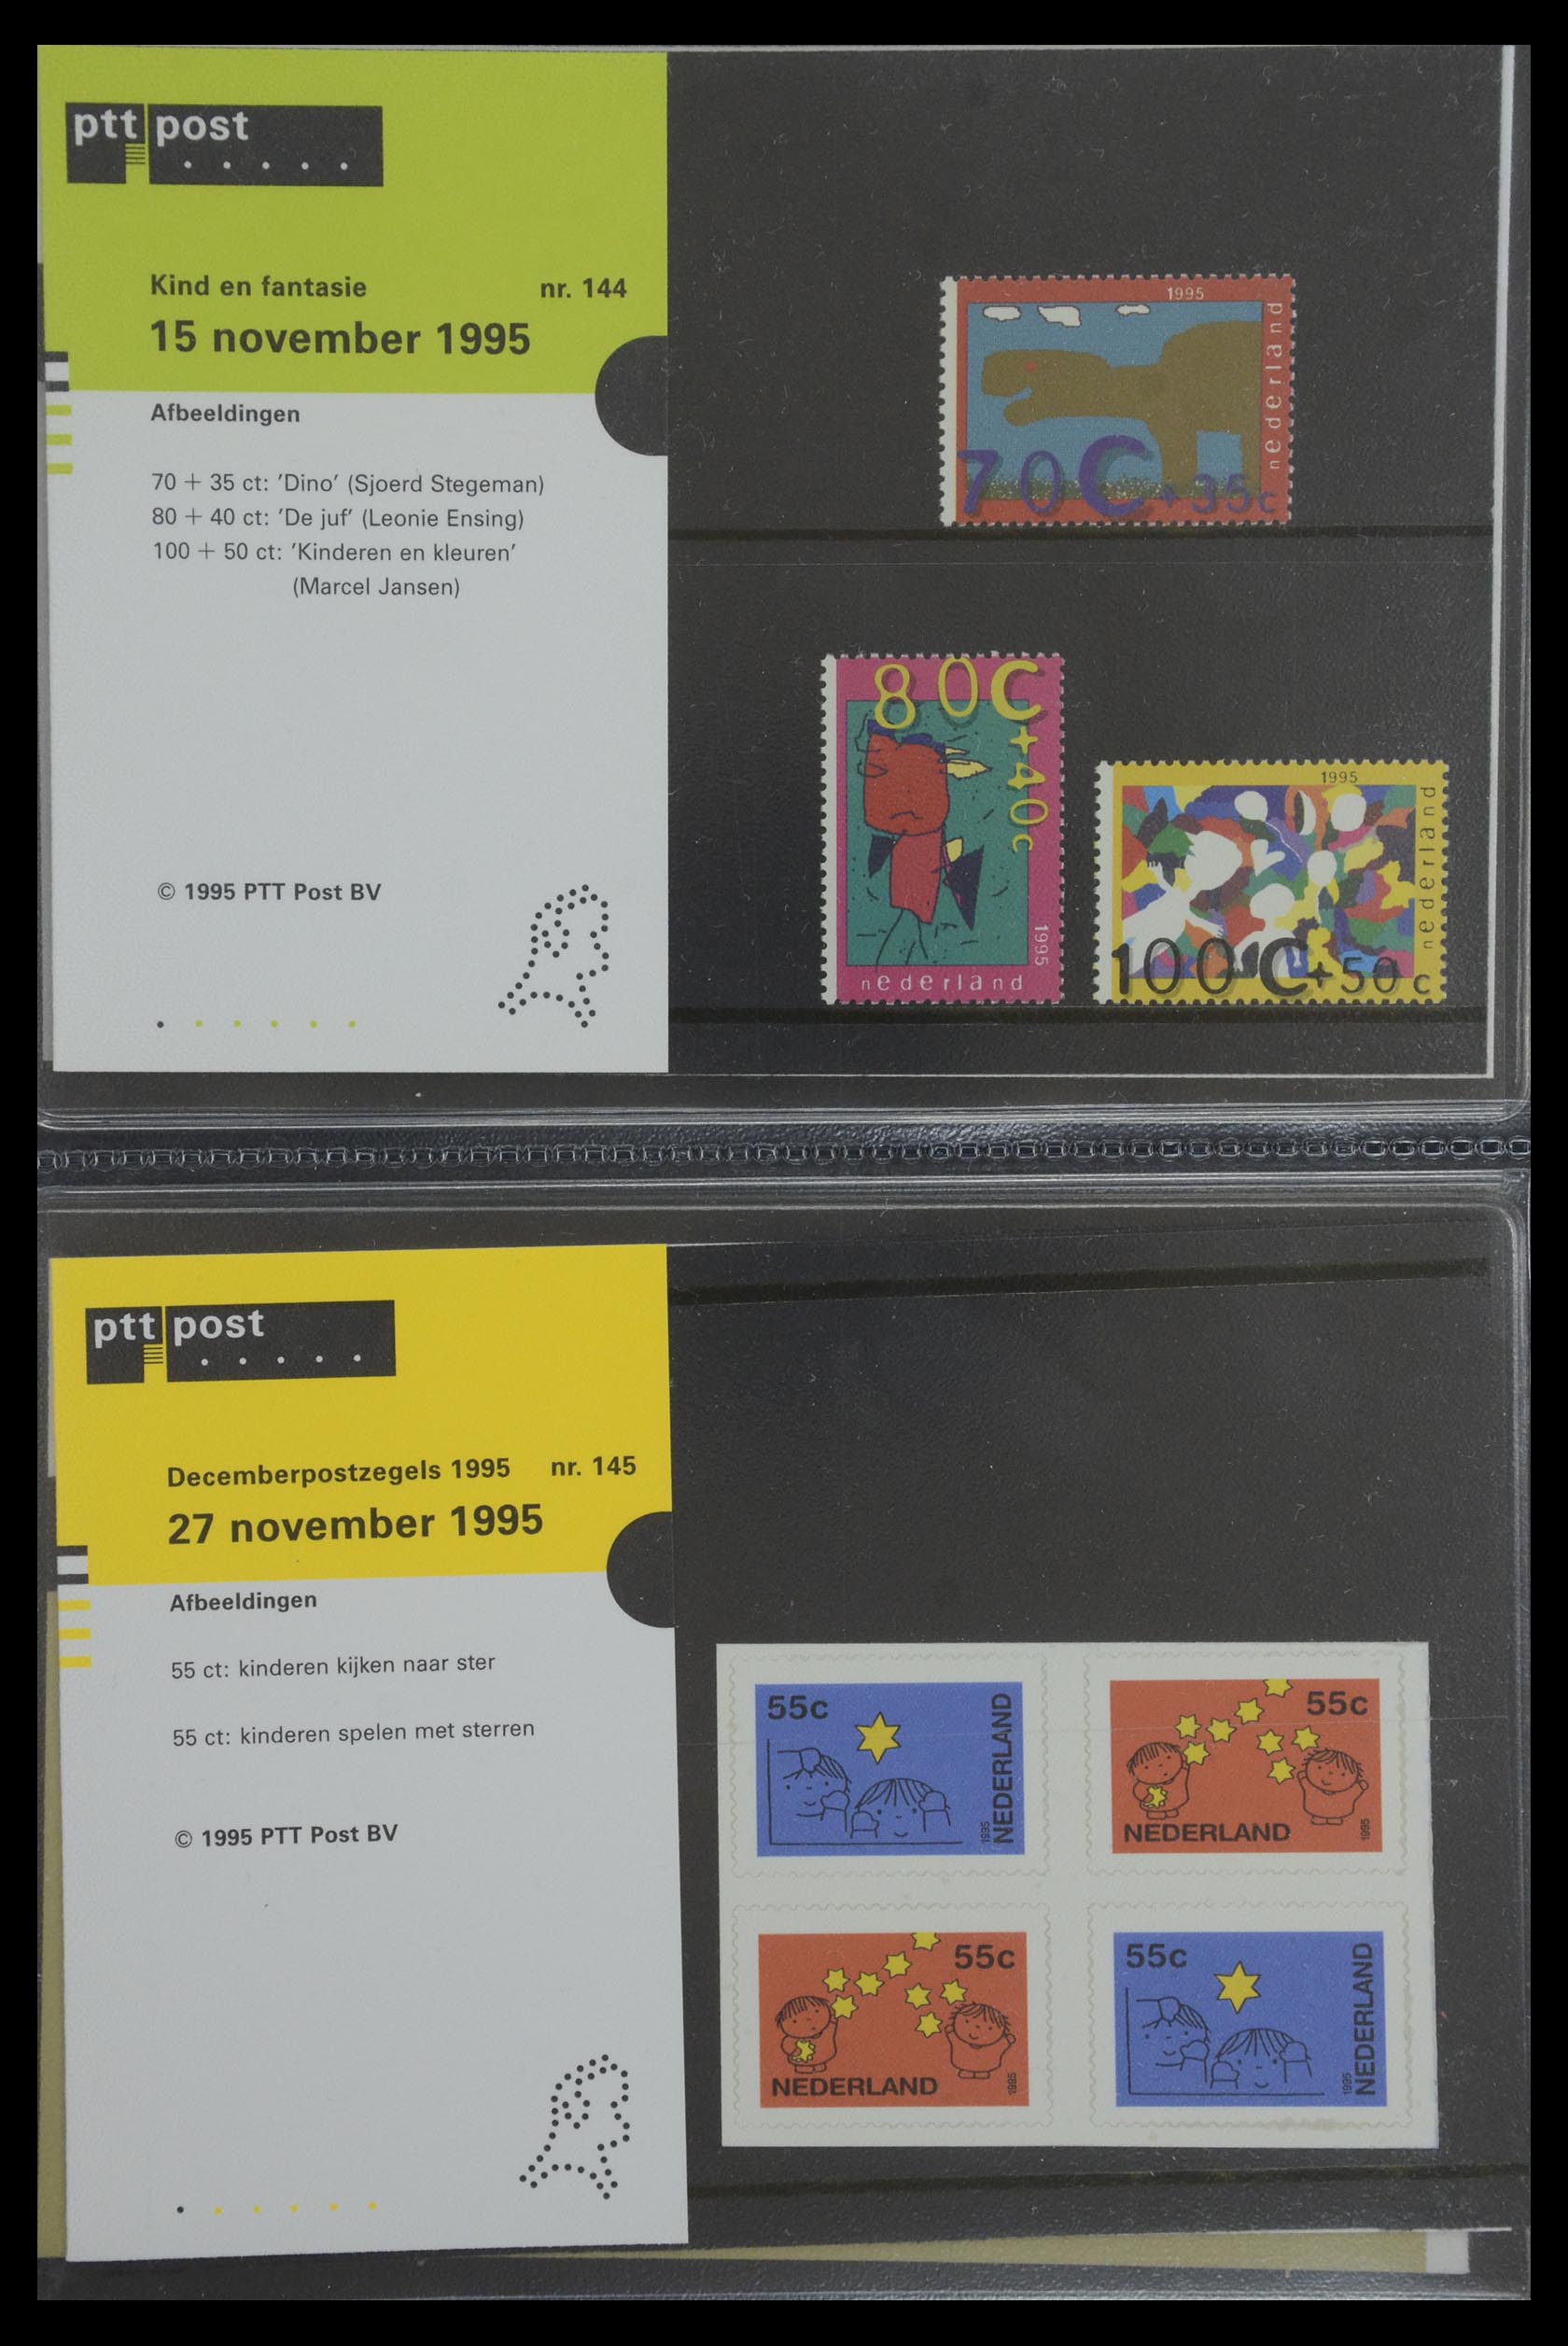 ptt post
Kind en fantasie nr. 144
15 november 1995
Afbeeldingen
70 + 35 ct: 'Dino' (Sjoerd Stegeman)
80 + 40 ct: 'De juf' (Leonie Ensing)
100 + 50 ct: 'Kinderen en kleuren'
(Marcel Jansen)
© 1995 PTT Post BV
1995
nederland
70C+35c
80C
+40c
1995
nederland
1995
nederland
100C+50c
ptt post
Decemberpostzegels 1995 nr. 145
27 november 1995
Afbeeldingen
55 ct: kinderen kijken naar ster
55 ct: kinderen spelen met sterren
© 1995 PTT Post BV
55c
NEDERLAND
1995
55c
NEDERLAND
1995
55c
NEDERLAND
1995
55c
NEDERLAND
1995